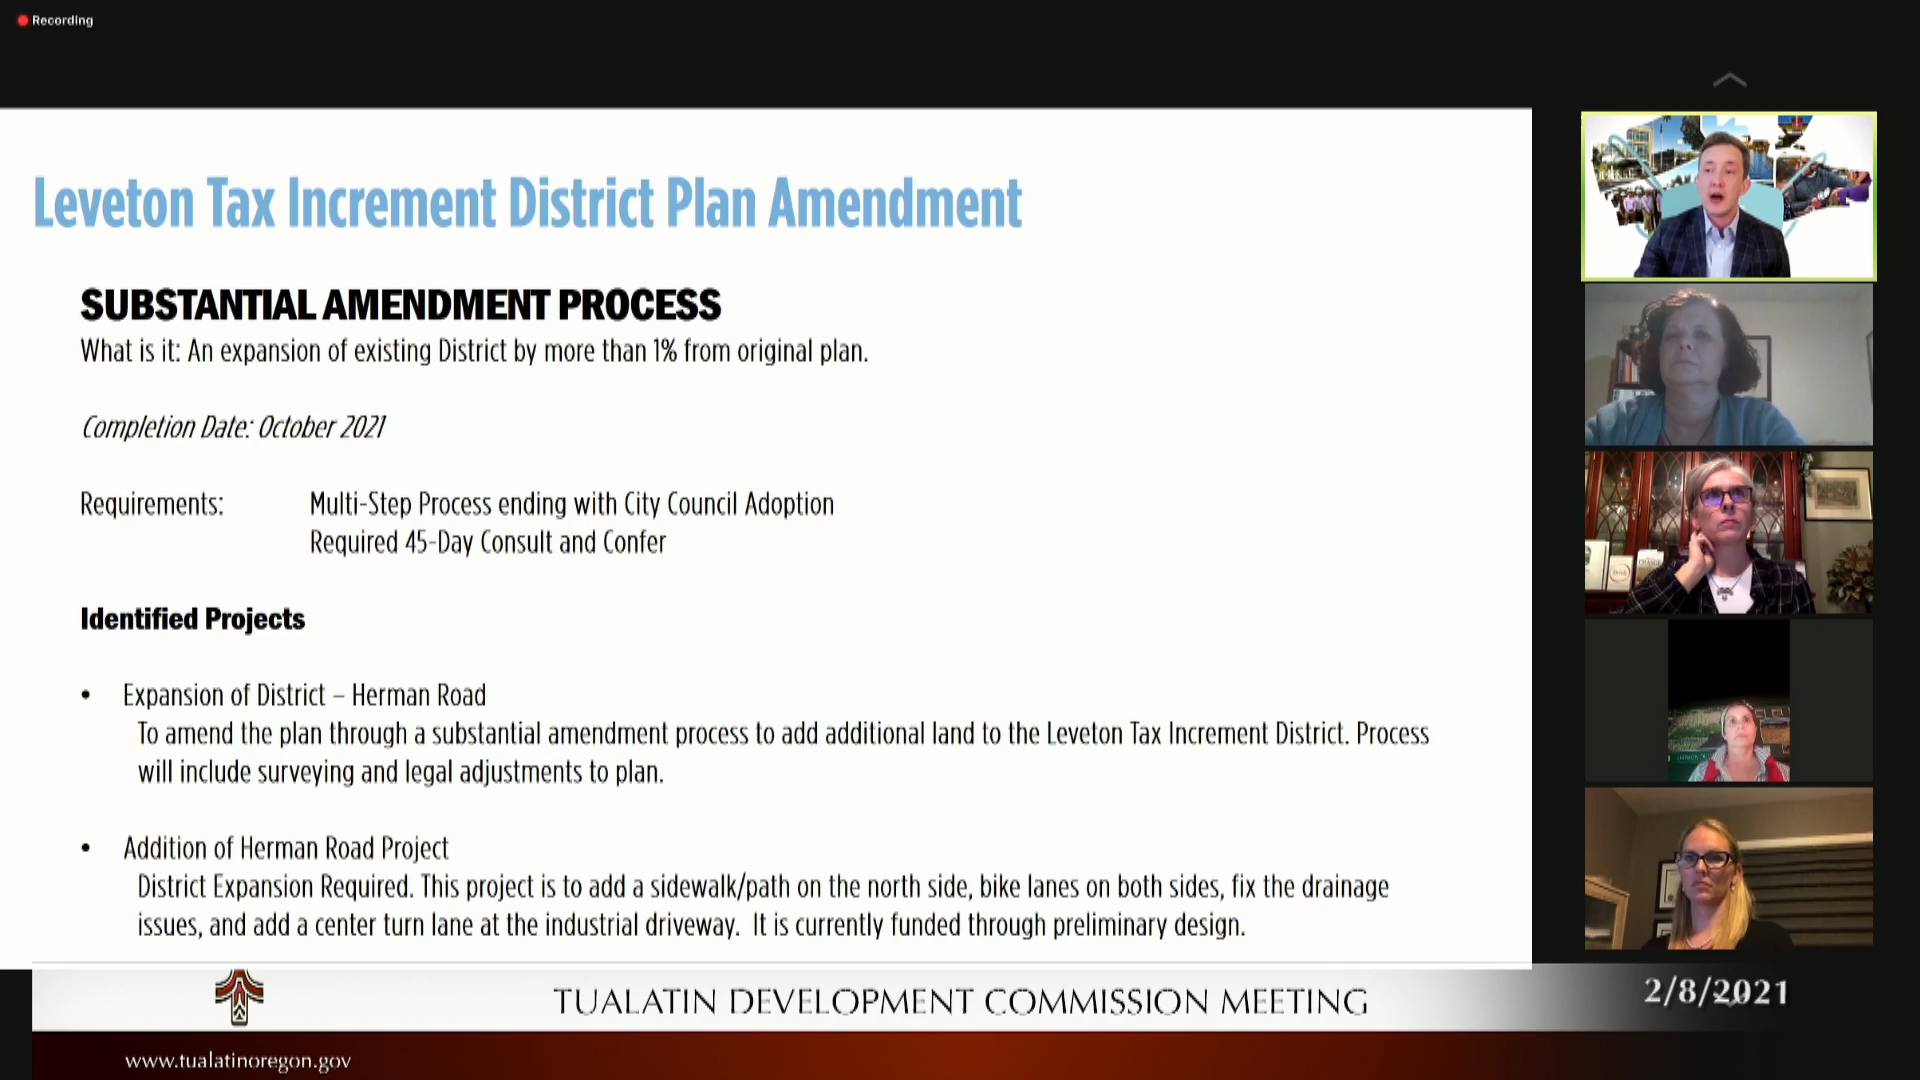 Recording
Leveton Tax Increment District Plan Amendment
SUBSTANTIAL AMENDMENT PROCESS
What is it: An expansion of existing District by more than 1% from original plan.
Completion Date: October 2021
Requirements: Multi-Step Process ending with City Council Adoption
Required 45-Day Consult and Confer
Identified Projects
• Expansion of District – Herman Road
To amend the plan through a substantial amendment process to add additional land to the Leveton Tax Increment District. Process
will include surveying and legal adjustments to plan.
• Addition of Herman Road Project
District Expansion Required. This project is to add a sidewalk/path on the north side, bike lanes on both sides, fix the drainage
issues, and add a center turn lane at the industrial driveway. It is currently funded through preliminary design.
TUALATIN DEVELOPMENT COMMISSION MEETING
2/8/2021
www.tualatinoregon.gov